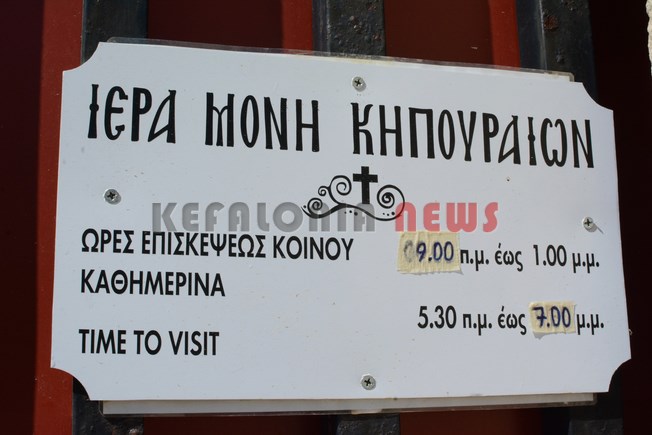 ΙΕΡΑ ΜΟΝΗ ΚΗΠΟΥΡΑΙΩΝ
KEFALONIA NEWS
ΩΡΕΣ ΕΠΙΣΚΕΨΕΩΣ ΚΟΙΝΟΥ 09.00 π.μ. έως 1.00 μ.μ.
ΚΑΘΗΜΕΡΙΝΑ
5.30 π.μ. έως 7.00 μ.μ.
TIME TO VISIT